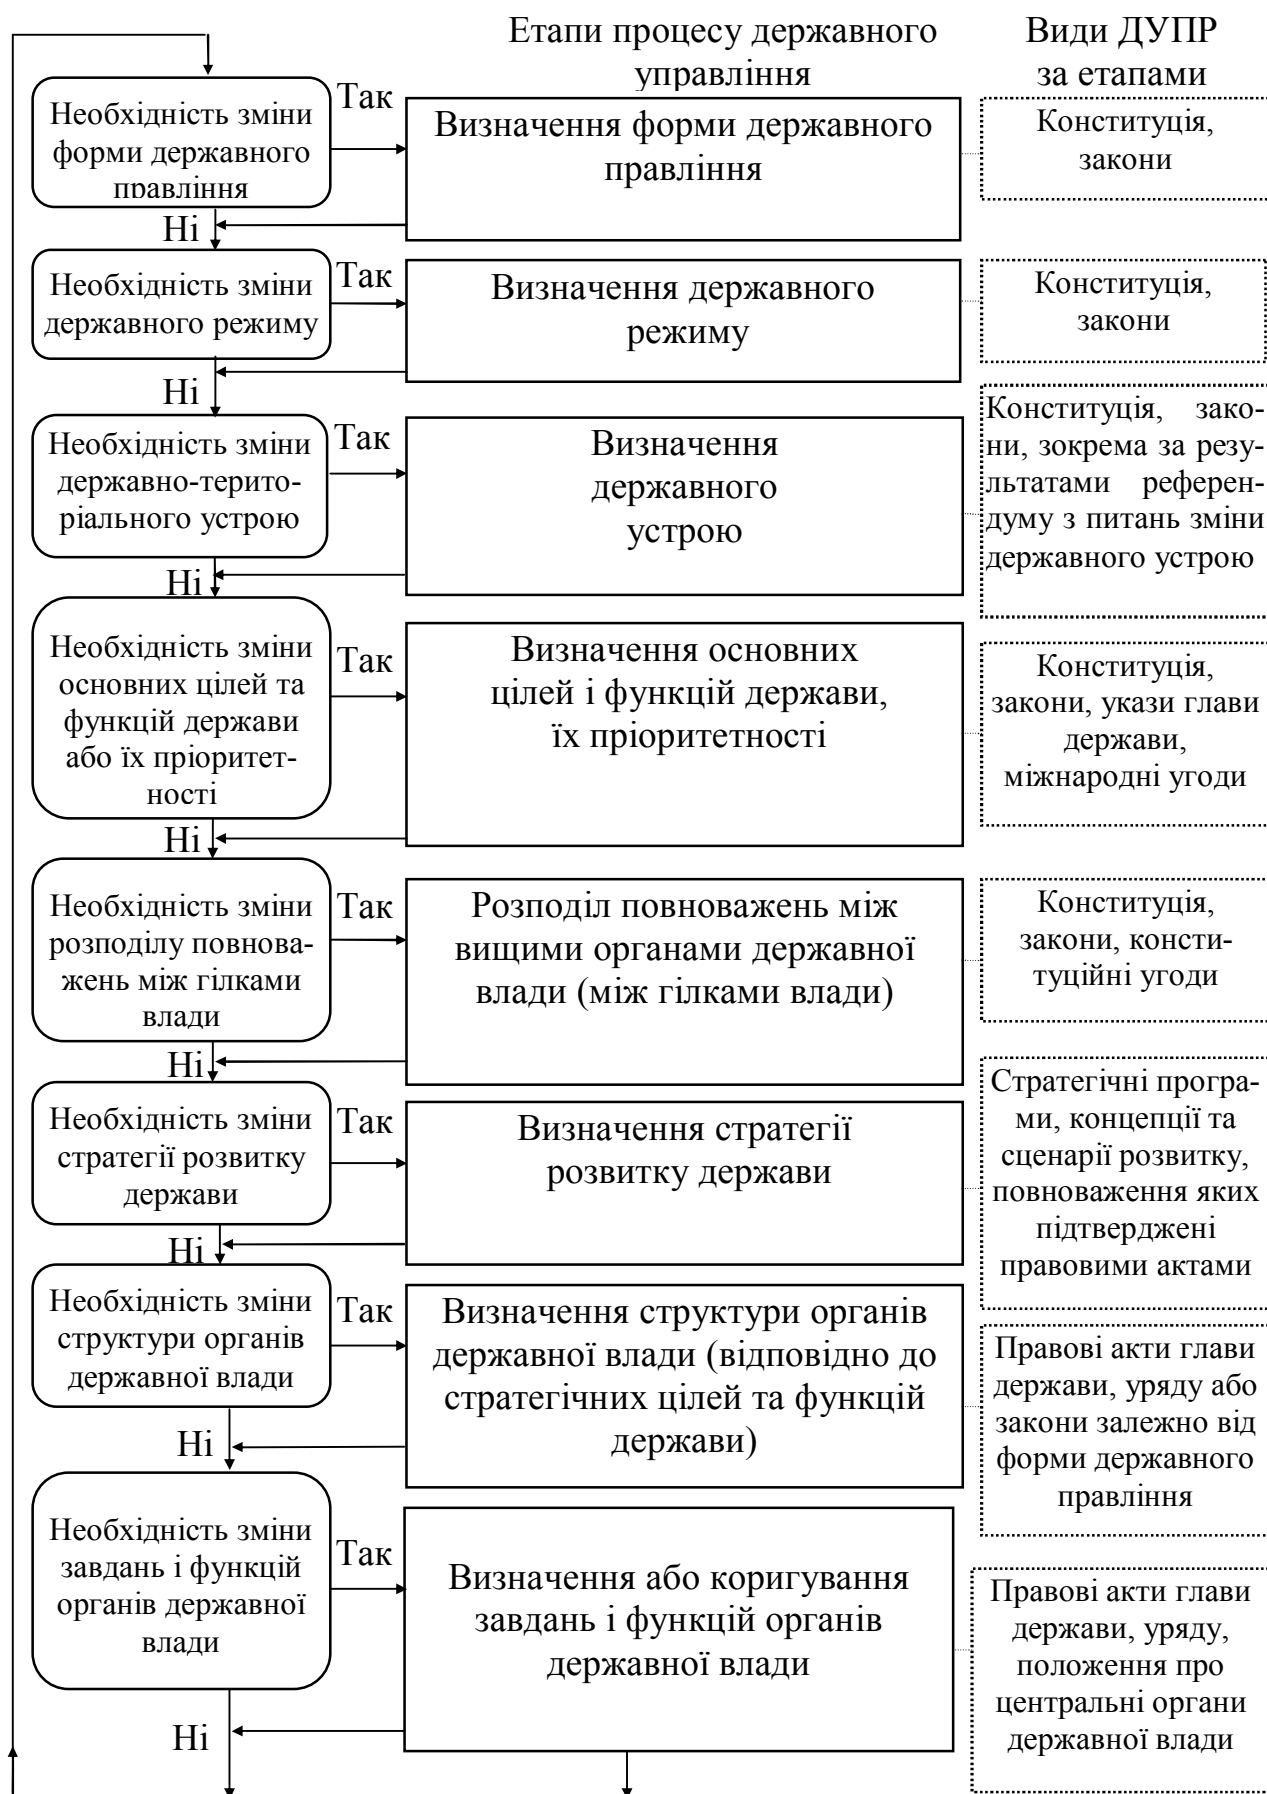 Етапи процесу державного
управління
Види ДУПР
за етапами
Необхідність зміни
форми державного
правління
Так
Визначення форми державного
правління
Конституція,
закони
Ні
Необхідність зміни
державного режиму
Так
Визначення державного
режиму
Конституція,
закони
Ні
Необхідність зміни
державно-терито-
ріального устрою
Так
Визначення
державного
устрою
Конституція, зако-
ни, зокрема за резу-
льтатами референ-
думу з питань зміни
державного устрою
Ні
Необхідність зміни
основних цілей та
функцій держави
або їх пріоритет-
ності
Так
Визначення основних
цілей і функцій держави,
їх пріоритетності
Конституція,
закони, укази глави
держави,
міжнародні угоди
Ні
Необхідність зміни
розподілу повнова-
жень між гілками
влади
Так
Розподіл повноважень між
вищими органами державної
влади (між гілками влади)
Конституція,
закони, консти-
туційні угоди
Ні
Необхідність зміни
стратегії розвитку
держави
Так
Визначення стратегії
розвитку держави
Стратегічні програ-
ми, концепції та
сценарії розвитку,
повноваження яких
підтверджені
правовими актами
Ні
Необхідність зміни
структури органів
державної влади
Так
Визначення структури органів
державної влади (відповідно до
стратегічних цілей та функцій
держави)
Правові акти глави
держави, уряду або
закони залежно від
форми державного
правління
Ні
Необхідність зміни
завдань і функцій
органів державної
влади
Так
Визначення або коригування
завдань і функцій органів
державної влади
Правові акти глави
держави, уряду,
положення про
центральні органи
державної влади
Ні